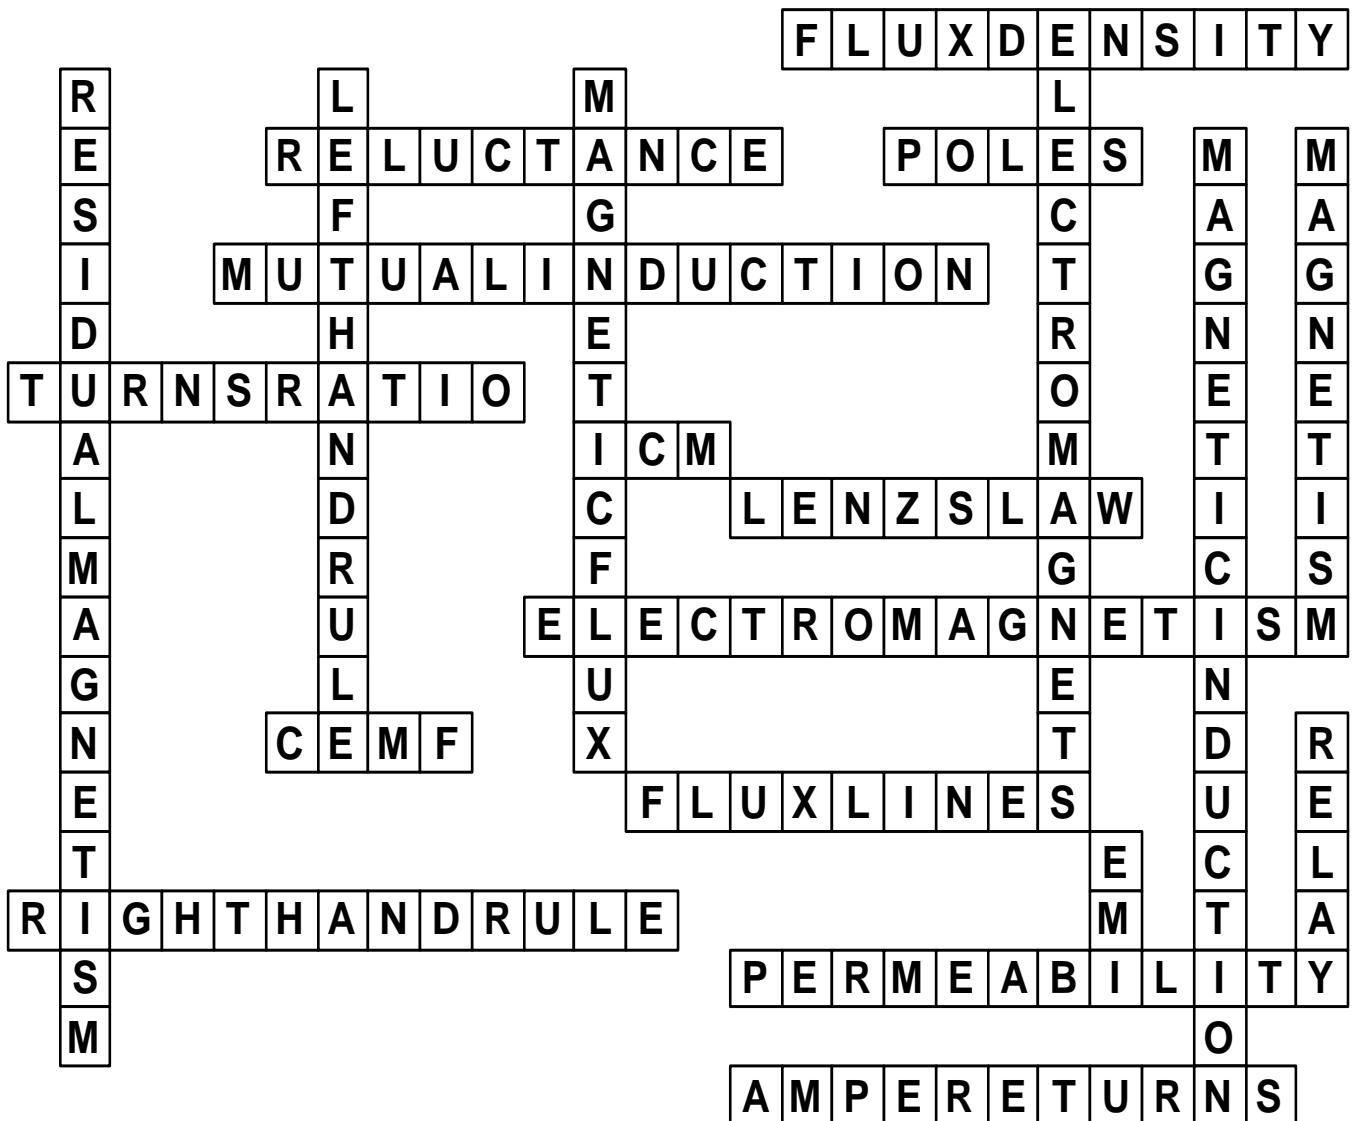 FLUXDENSITY
ELECTROMAGNETS
RESIDUALMAGNETISM
LEFTHANDRULE
MAGNETICFLUX
RELUCTANCE
POLES
MAGNETICINDUCTION
MAGNETISM
MUTUALINDUCTION
TURNSRATIO
ICM
LENZSLAW
ELECTROMAGNETISM
CEMF
RELAY
FLUXLINES
EMI
RIGHTHANDRULE
PERMEABILITY
AMPERETURNS